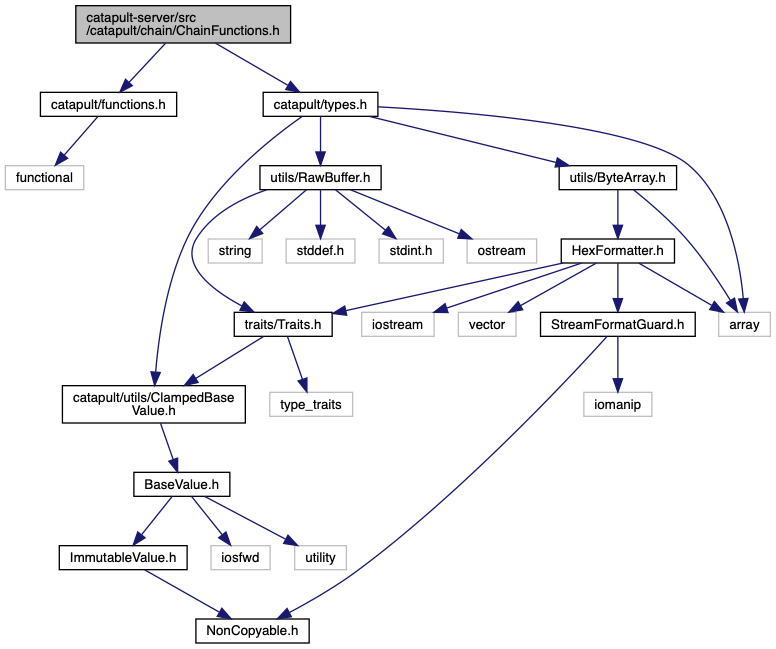 catapult-server/src
/catapult/chain/ChainFunctions.h
catapult/functions.h
catapult/types.h
functional
utils/RawBuffer.h
utils/ByteArray.h
string
stddef.h
stdint.h
ostream
HexFormatter.h
traits/Traits.h
iostream
vector
StreamFormatGuard.h
array
catapult/utils/ClampedBase
Value.h
type_traits
iomanip
BaseValue.h
ImmutableValue.h
iosfwd
utility
NonCopyable.h